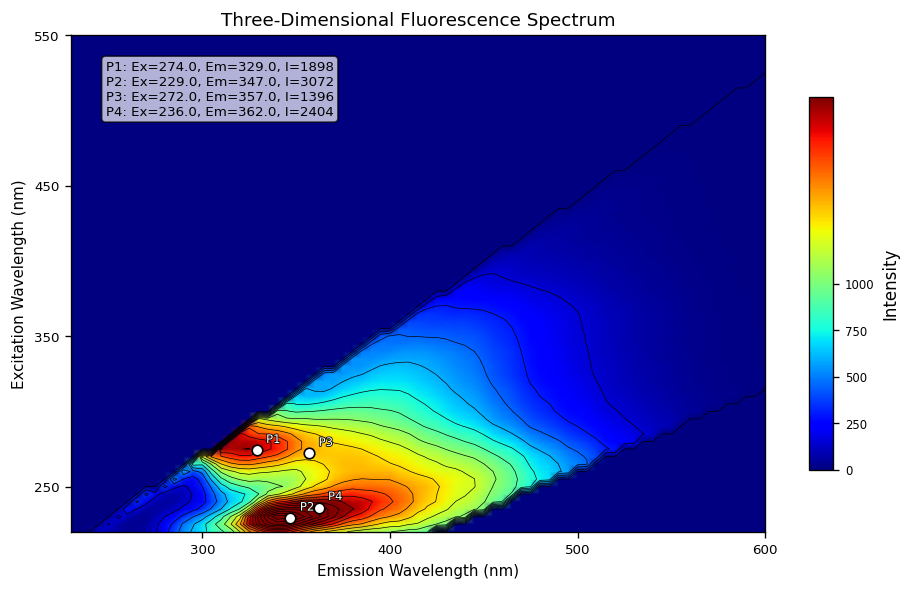 Three-Dimensional Fluorescence Spectrum
550
450
350
250
Excitation Wavelength (nm)
P1: Ex=274.0, Em=329.0, I=1898
P2: Ex=229.0, Em=347.0, I=3072
P3: Ex=272.0, Em=357.0, I=1396
P4: Ex=236.0, Em=362.0, I=2404
P1
P3
P4
P2
300
400
500
600
Emission Wavelength (nm)
1000
750
500
250
0
Intensity